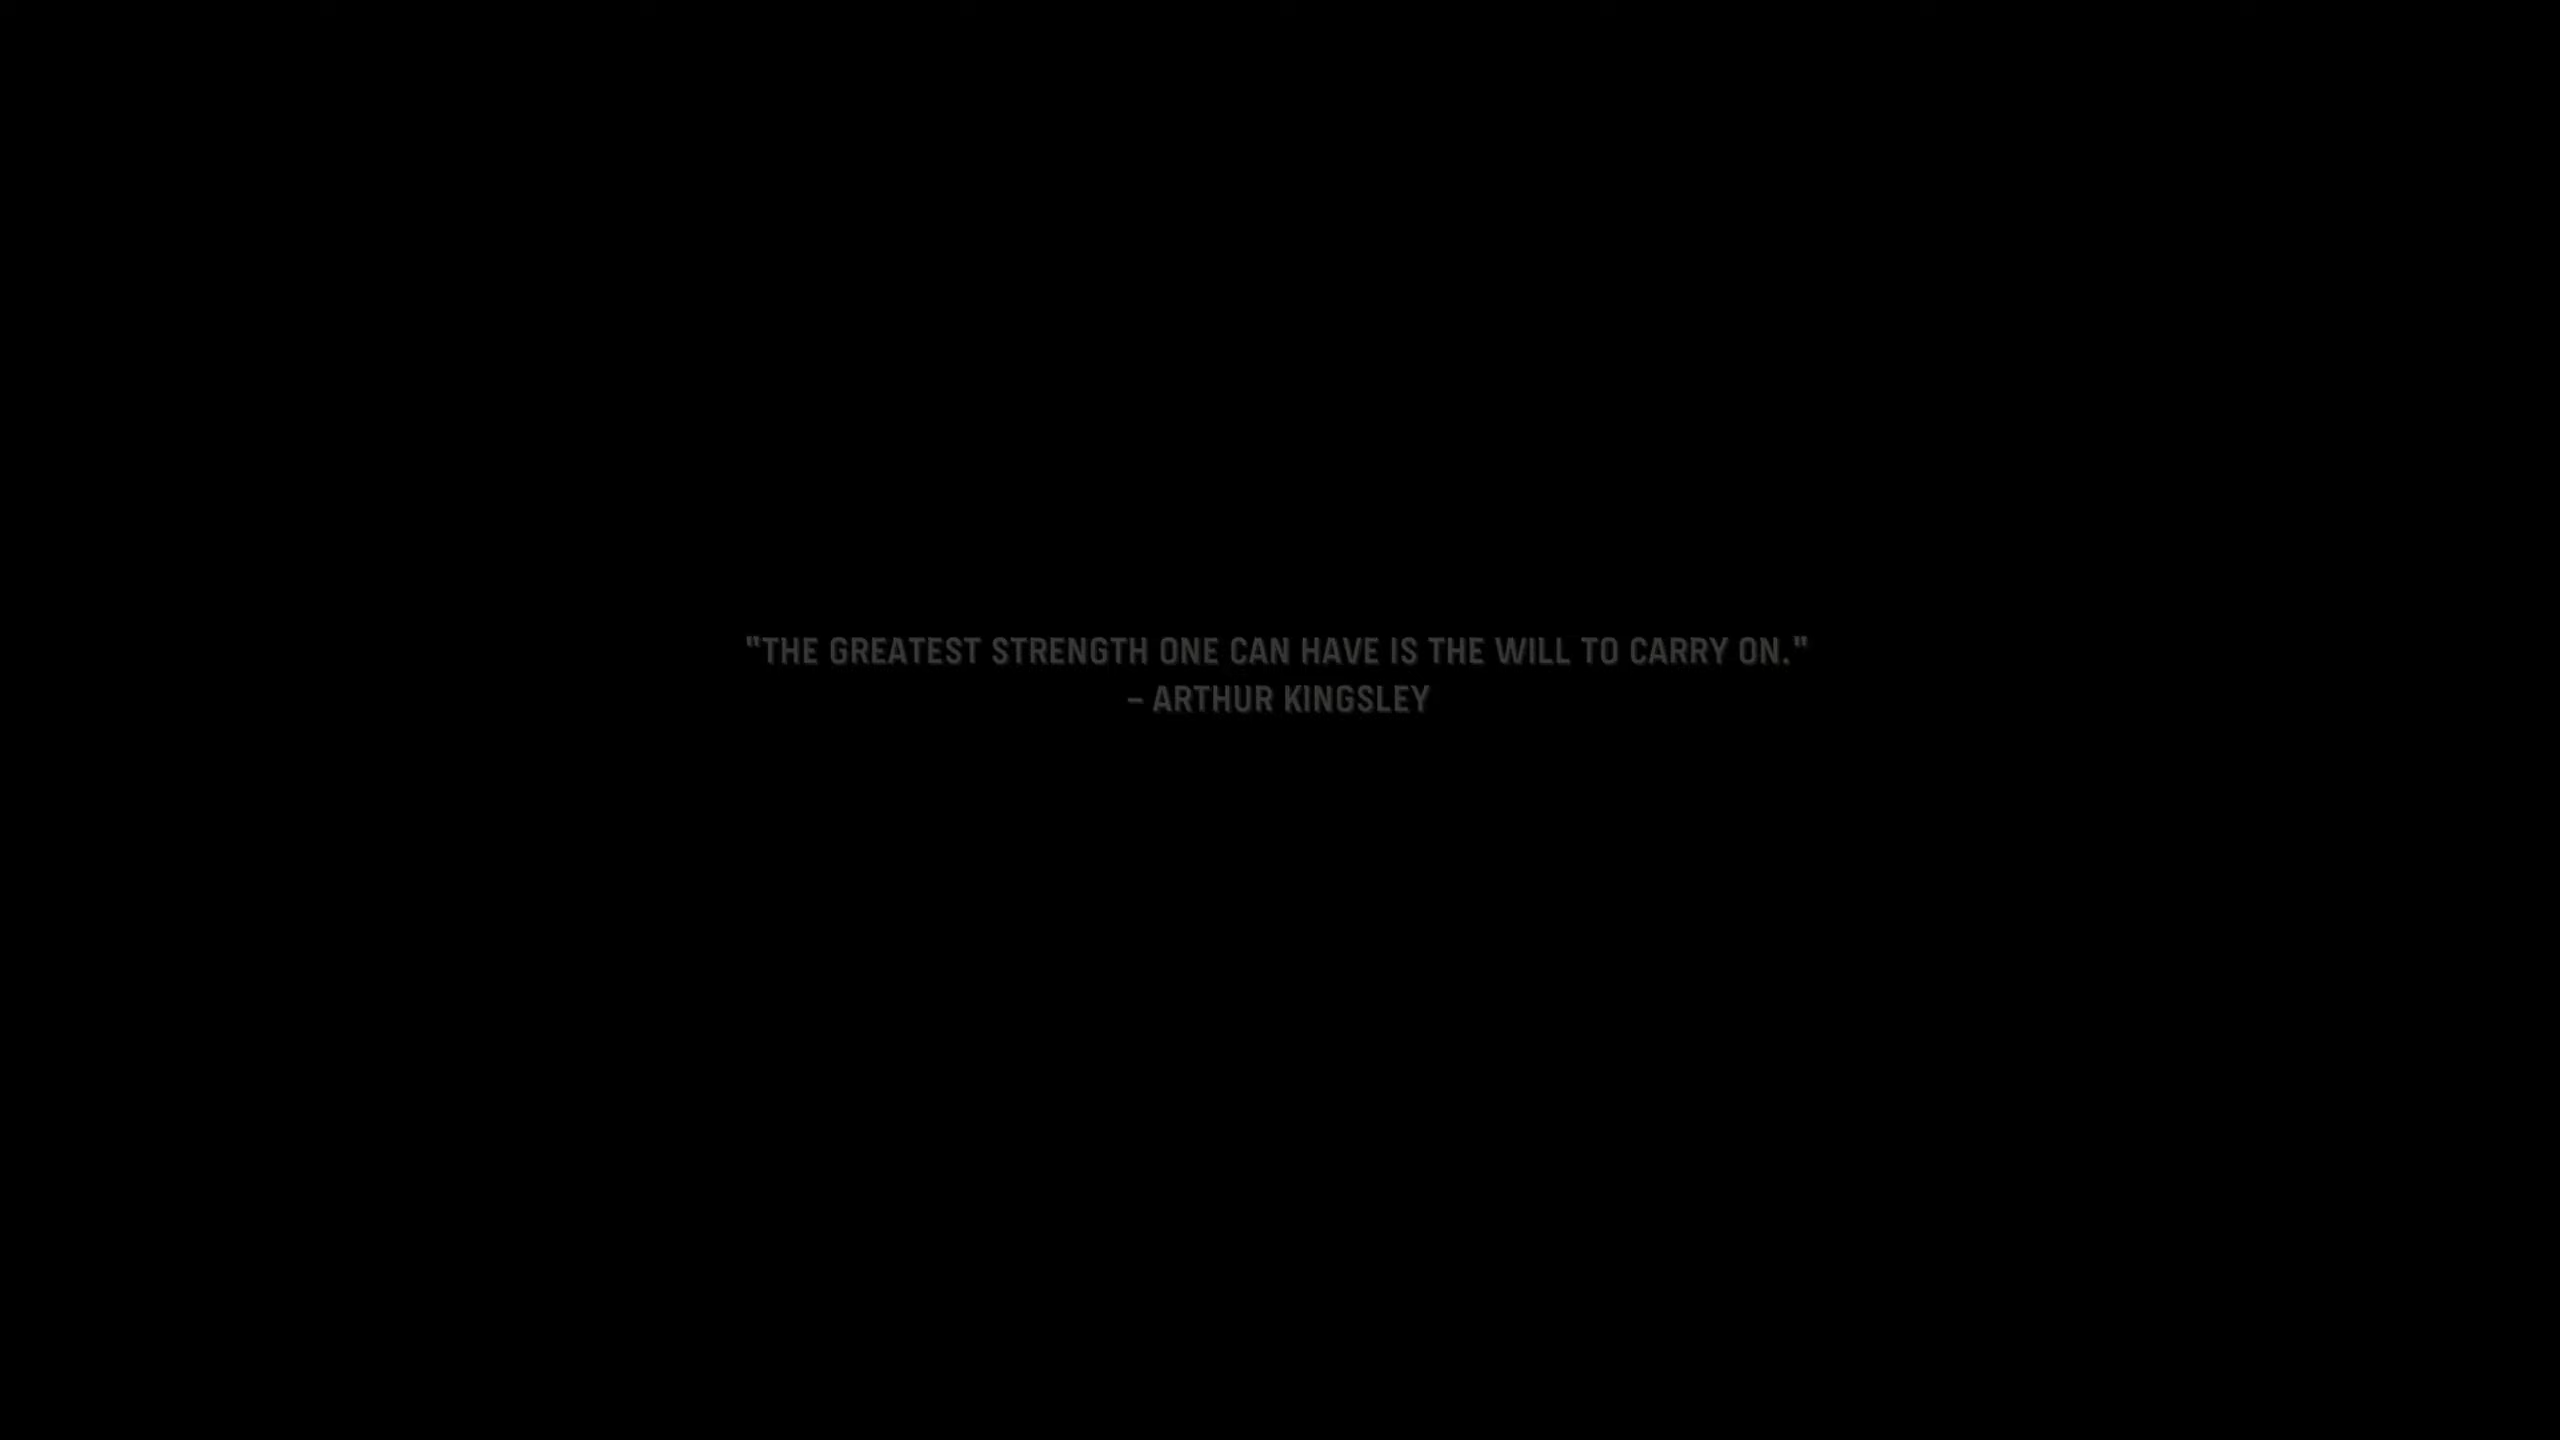 "THE GREATEST STRENGTH ONE CAN HAVE IS THE WILL TO CARRY ON."
– ARTHUR KINGSLEY